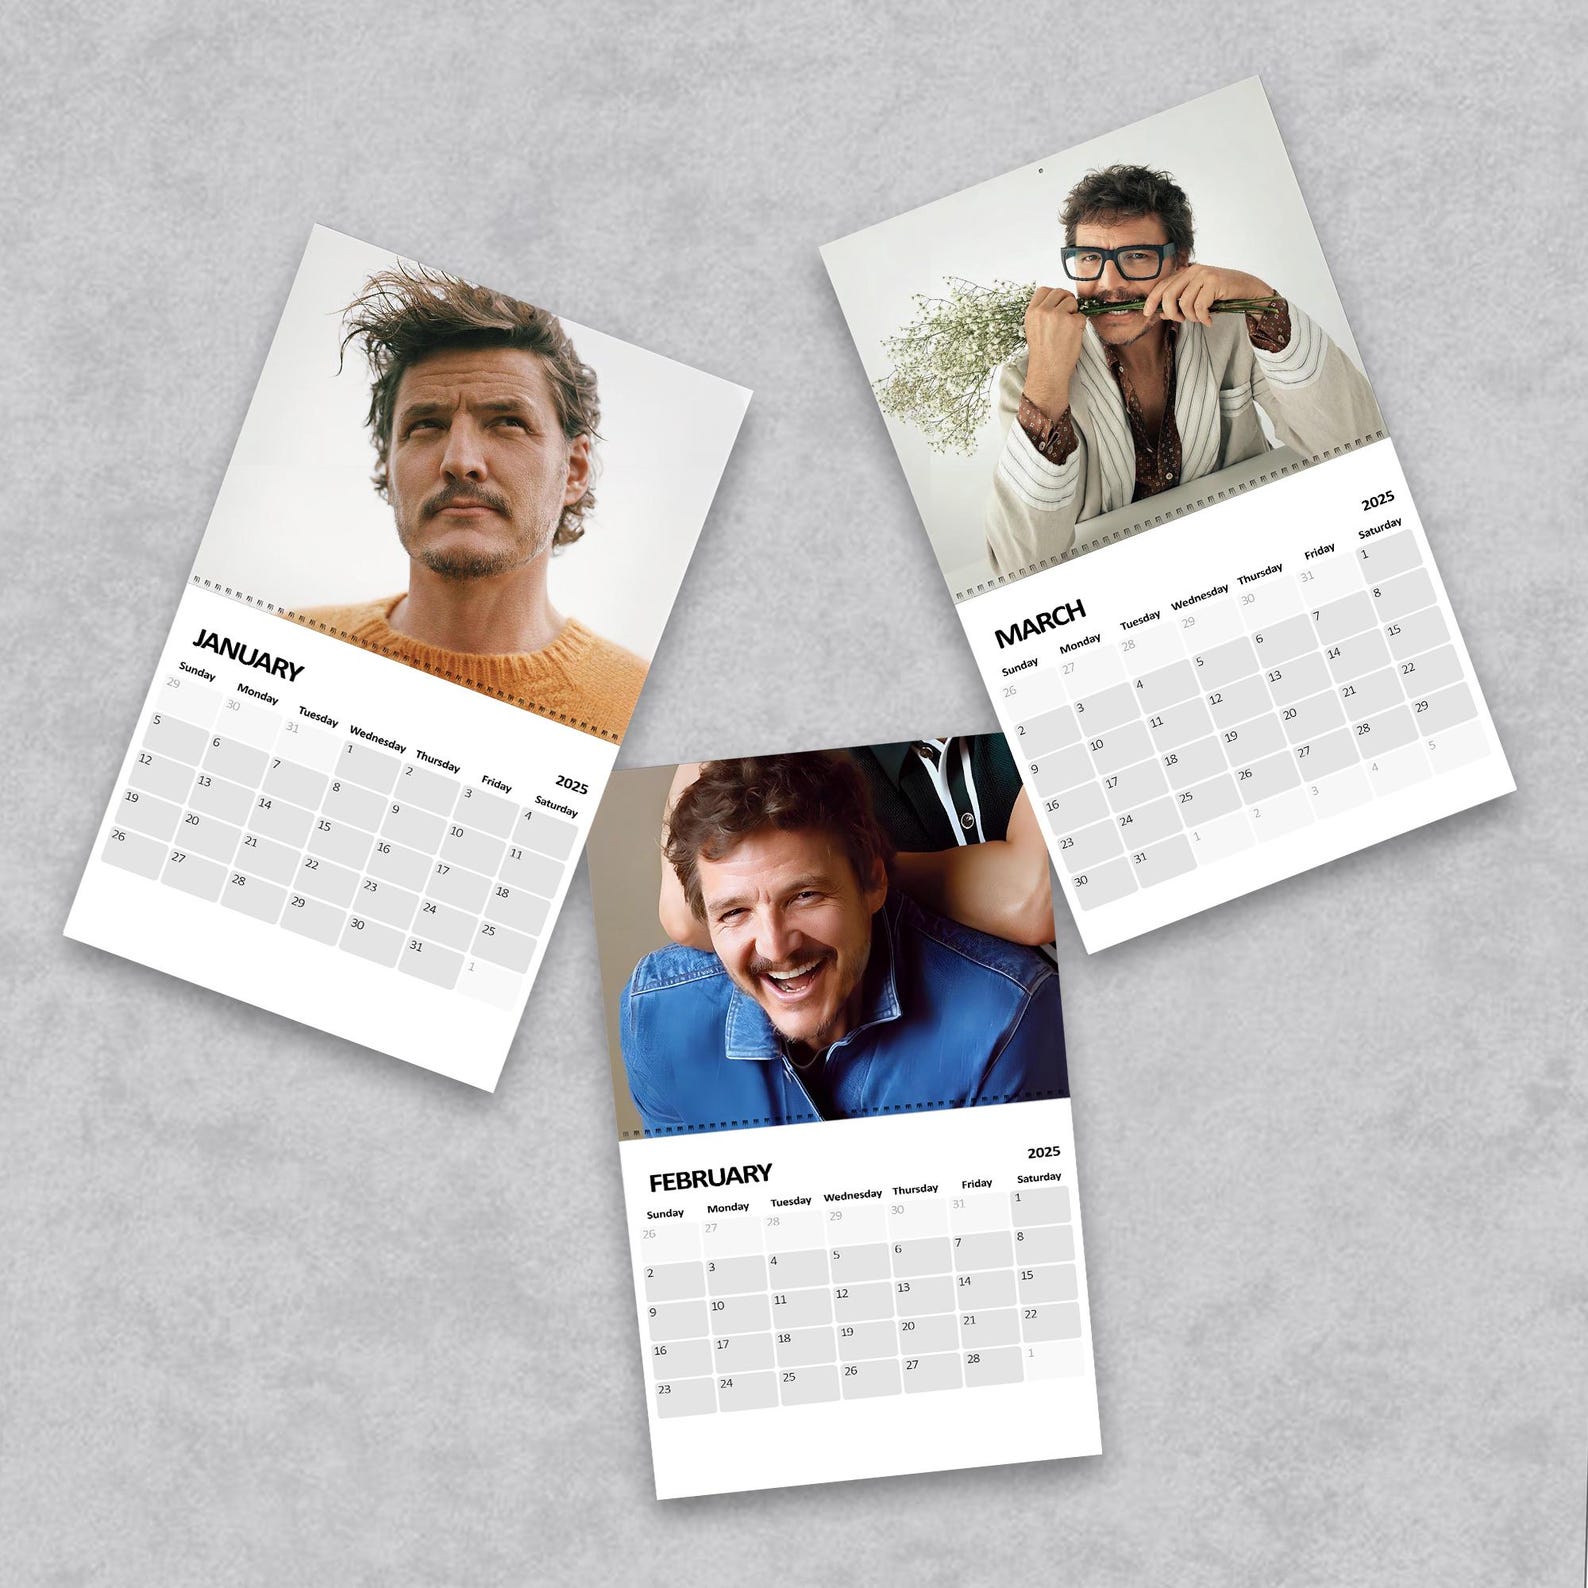 JANUARY 2025
Sunday Monday Tuesday Wednesday Thursday Friday Saturday
29 30 31 1 2 3 4
5 6 7 8 9 10 11
12 13 14 15 16 17 18
19 20 21 22 23 24 25
26 27 28 29 30 31 1
MARCH 2025
Sunday Monday Tuesday Wednesday Thursday Friday Saturday
26 27 28 29 30 31 1
2 3 4 5 6 7 8
9 10 11 12 13 14 15
16 17 18 19 20 21 22
23 24 25 26 27 28 29
30 31 1 2 3 4 5
FEBRUARY 2025
Sunday Monday Tuesday Wednesday Thursday Friday Saturday
26 27 28 29 30 31 1
2 3 4 5 6 7 8
9 10 11 12 13 14 15
16 17 18 19 20 21 22
23 24 25 26 27 28 1